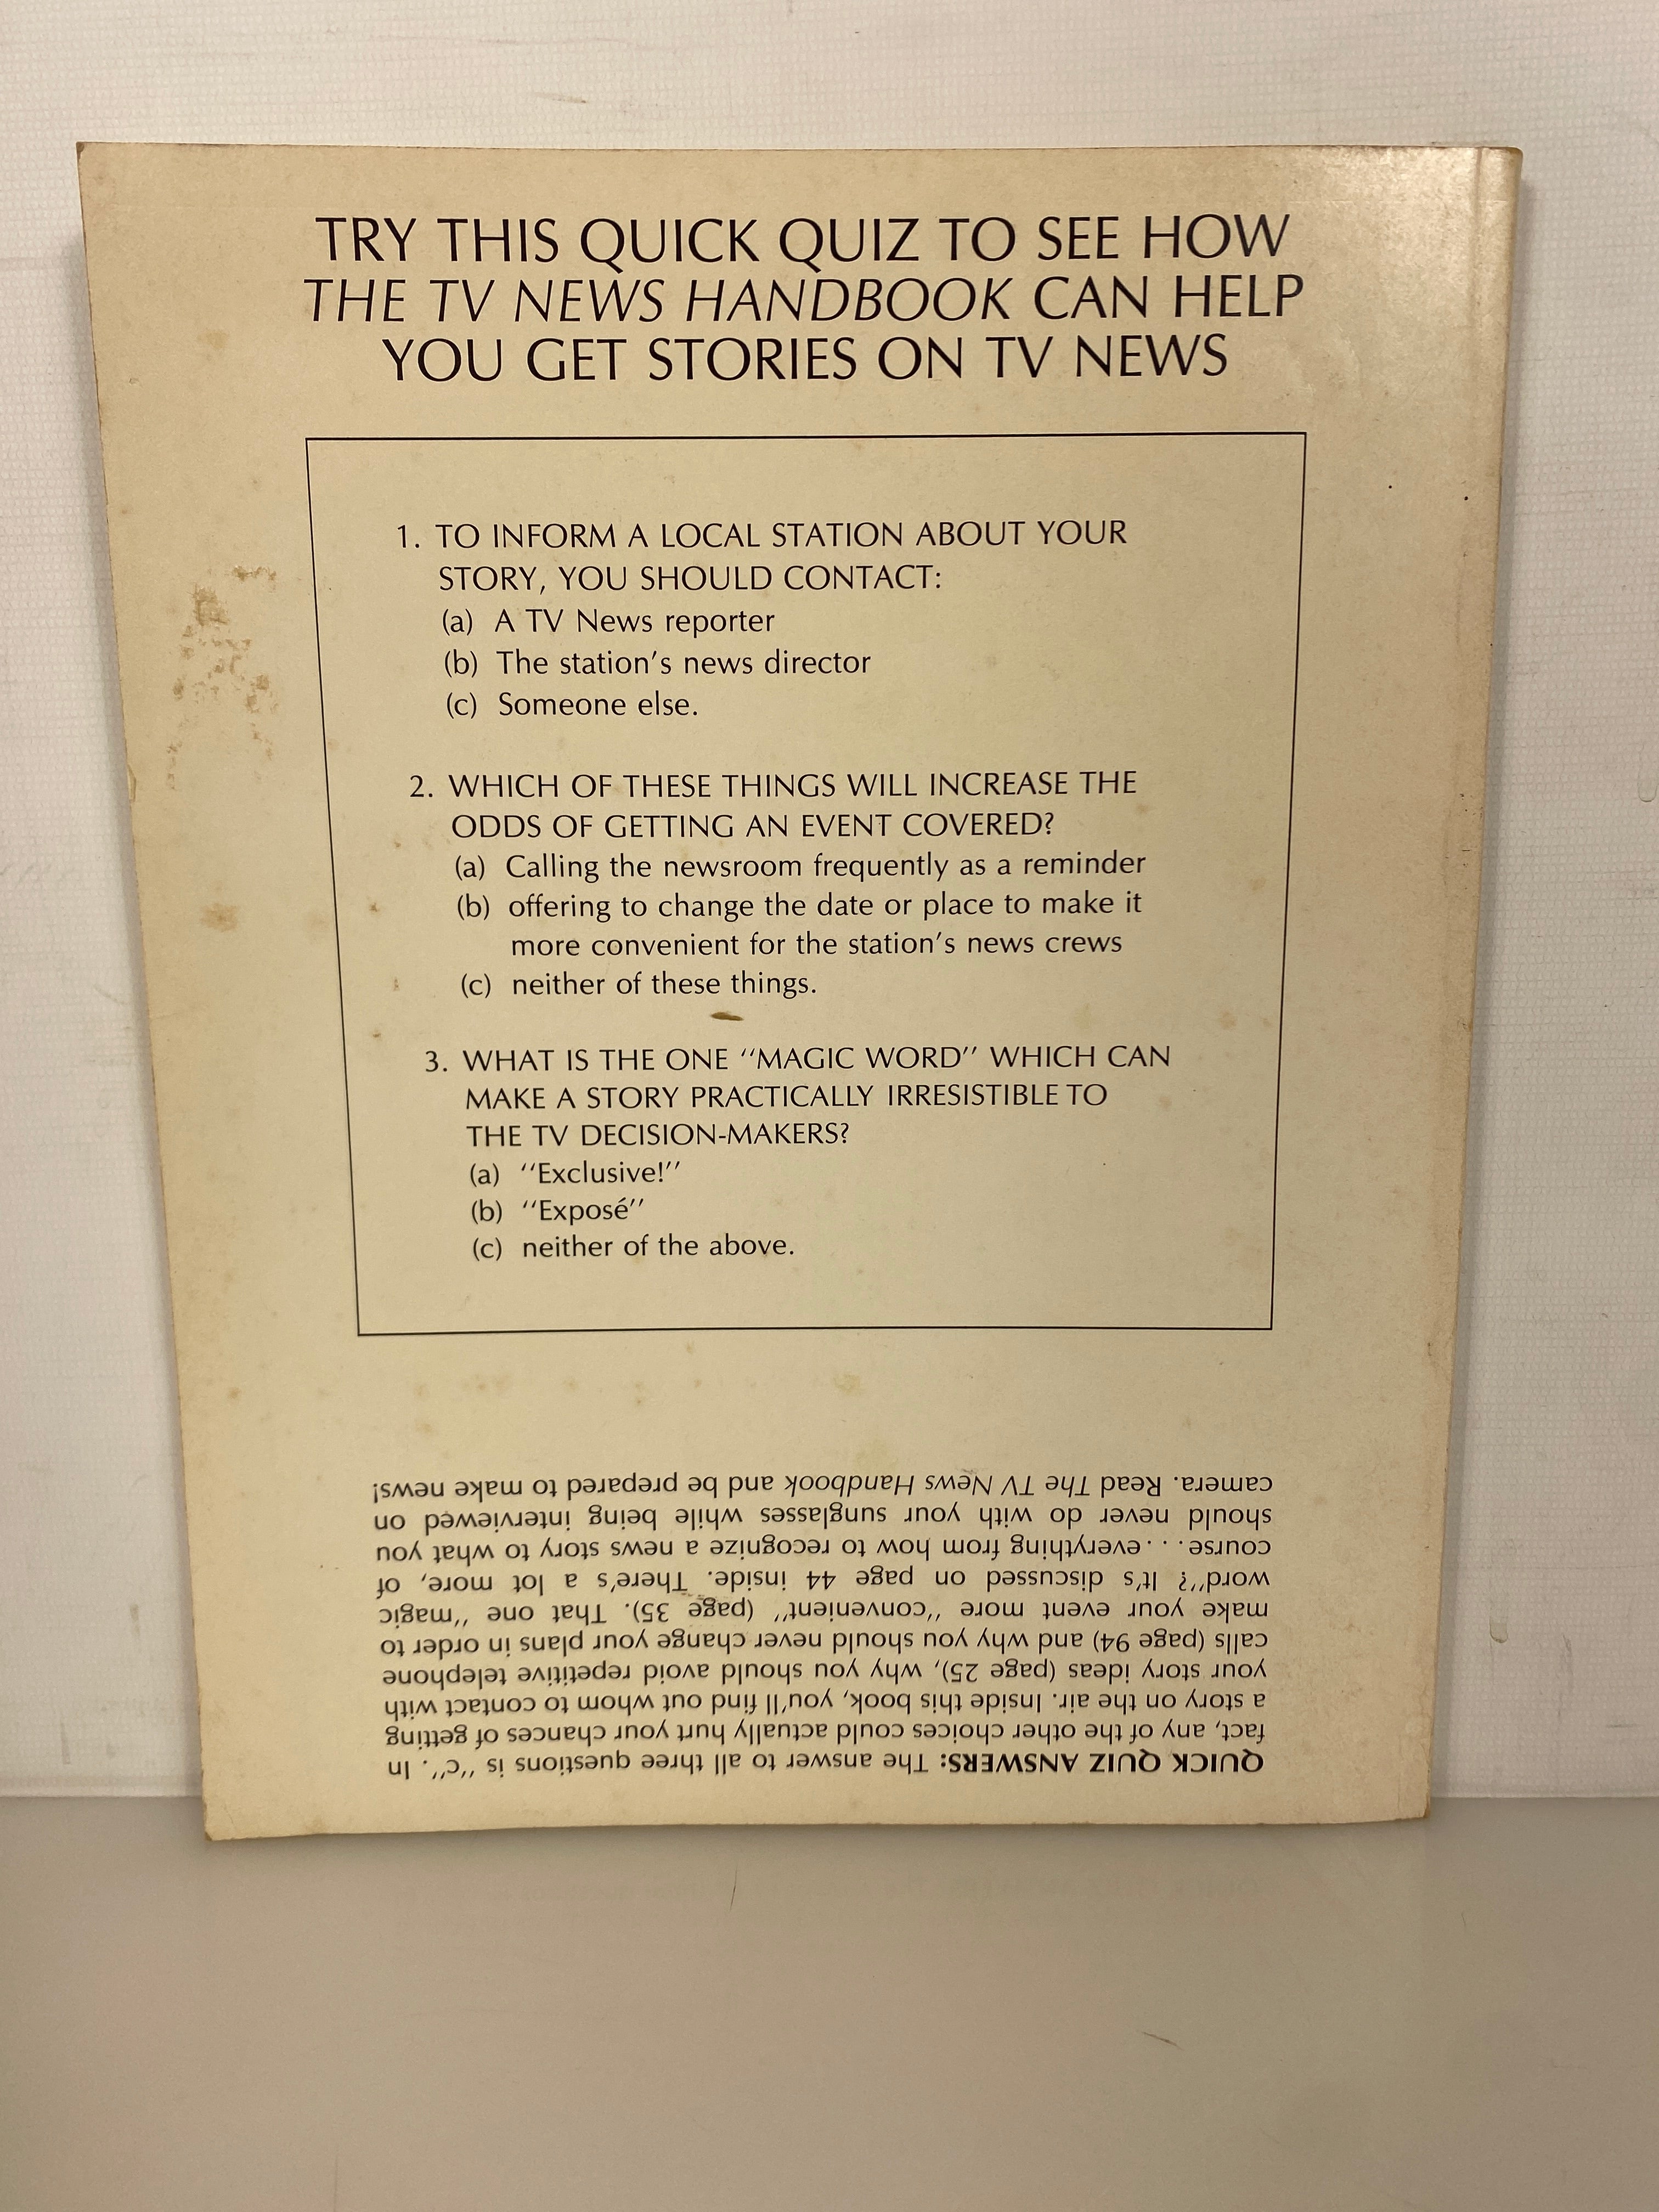 TRY THIS QUICK QUIZ TO SEE HOW
THE TV NEWS HANDBOOK CAN HELP
YOU GET STORIES ON TV NEWS
1. TO INFORM A LOCAL STATION ABOUT YOUR
STORY, YOU SHOULD CONTACT:
(a) A TV News reporter
(b) The station's news director
(c) Someone else.
2. WHICH OF THESE THINGS WILL INCREASE THE
ODDS OF GETTING AN EVENT COVERED?
(a) Calling the newsroom frequently as a reminder
(b) offering to change the date or place to make it
more convenient for the station's news crews
(c) neither of these things.
3. WHAT IS THE ONE "MAGIC WORD" WHICH CAN
MAKE A STORY PRACTICALLY IRRESISTIBLE TO
THE TV DECISION-MAKERS?
(a) "Exclusive!"
(b) "Exposé"
(c) neither of the above.
QUICK QUIZ ANSWERS: The answer to all three questions is "c". In
fact, any of the other choices could actually hurt your chances of getting
a story on the air. Inside this book, you'll find out whom to contact with
your story ideas (page 25), why you should avoid repetitive telephone
calls (page 94) and why you should never change your plans in order to
make your event more "convenient" (page 35). That one "magic
word"? It's discussed on page 44 inside. There's a lot more, of
course...everything from how to recognize a news story to what you
should never do with your sunglasses while being interviewed on
camera. Read The TV News Handbook and be prepared to make news!